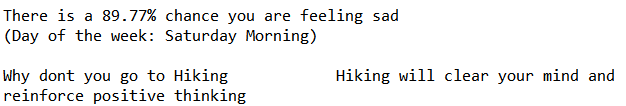 There is a 89.77% chance you are feeling sad
(Day of the week: Saturday Morning)
Why dont you go to Hiking Hiking will clear your mind and
reinforce positive thinking